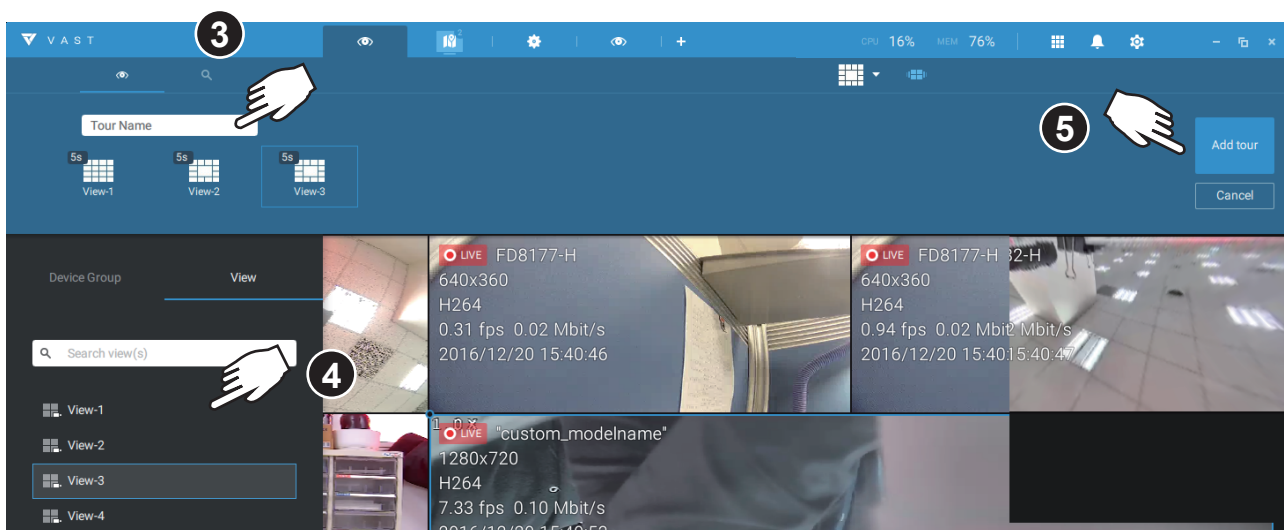 VAST
3
2
CPU 16% MEM 76%
Tour Name
5
5s
5s
5s
Add tour
View-1
View-2
View-3
Cancel
Device Group
View
LIVE FD8177-H
640x360
H264
0.31 fps 0.02 Mbit/s
2016/12/20 15:40:46
LIVE FD8177-H 32-H
640x360
H264
0.94 fps 0.02 Mbit Mbit/s
2016/12/20 15:40:15:40:47
Search view(s)
4
View-1
View-2
View-3
View-4
LIVE "custom_modelname"
1280x720
H264
7.33 fps 0.10 Mbit/s